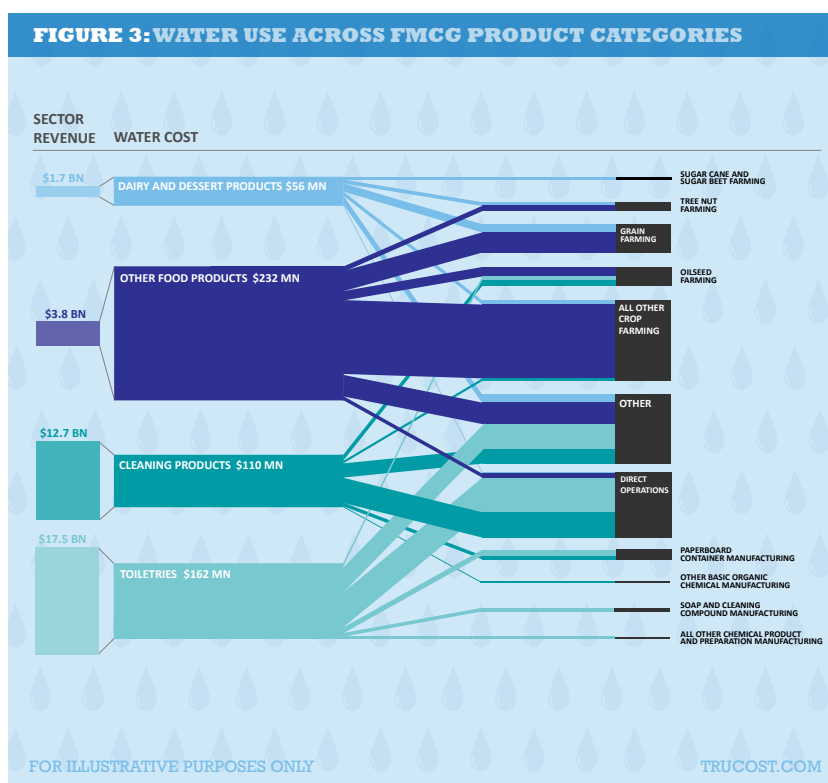 FIGURE 3: WATER USE ACROSS FMCG PRODUCT CATEGORIES
SECTOR
REVENUE
WATER COST
$1.7 BN
DAIRY AND DESSERT PRODUCTS $56 MN
$3.8 BN
OTHER FOOD PRODUCTS $232 MN
$12.7 BN
CLEANING PRODUCTS $110 MN
$17.5 BN
TOILETRIES $162 MN
SUGAR CANE AND
SUGAR BEET FARMING
TREE NUT
FARMING
GRAIN
FARMING
OILSEED
FARMING
ALL OTHER
CROP
FARMING
OTHER
DIRECT
OPERATIONS
PAPERBOARD
CONTAINER MANUFACTURING
OTHER BASIC ORGANIC
CHEMICAL MANUFACTURING
SOAP AND CLEANING
COMPOUND MANUFACTURING
ALL OTHER CHEMICAL PRODUCT
AND PREPARATION MANUFACTURING
FOR ILLUSTRATIVE PURPOSES ONLY
TRUCOST.COM